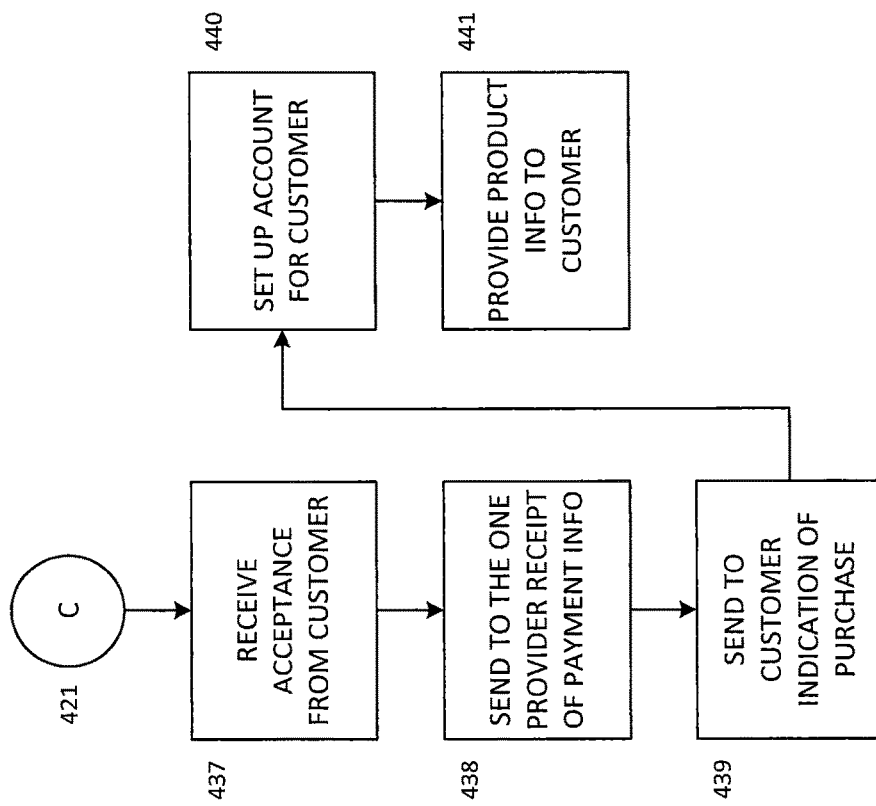 421
C
437
RECEIVE
ACCEPTANCE
FROM CUSTOMER
438
SEND TO THE ONE
PROVIDER RECEIPT
OF PAYMENT INFO
439
SEND TO
CUSTOMER
INDICATION OF
PURCHASE
440
SET UP ACCOUNT
FOR CUSTOMER
441
PROVIDE PRODUCT
INFO TO
CUSTOMER